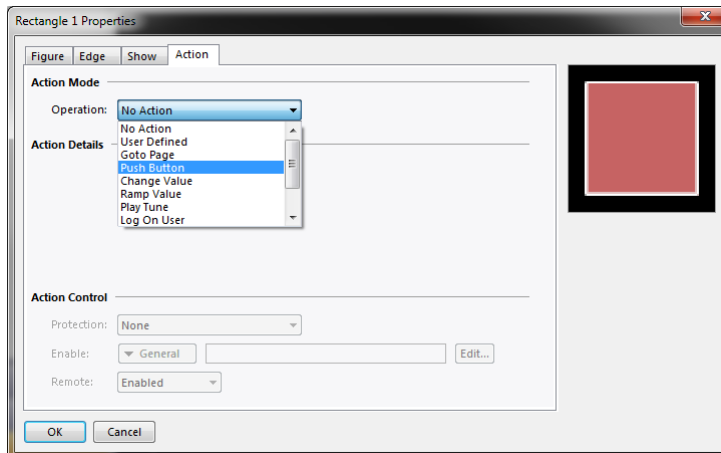 Rectangle 1 Properties
Figure Edge Show Action
Action Mode
Operation: No Action
No Action
User Defined
Action Details
Goto Page
Push Button
Change Value
Ramp Value
Play Tune
Log On User
Action Control
Protection: None
Enable: General Edit...
Remote: Enabled
OK Cancel